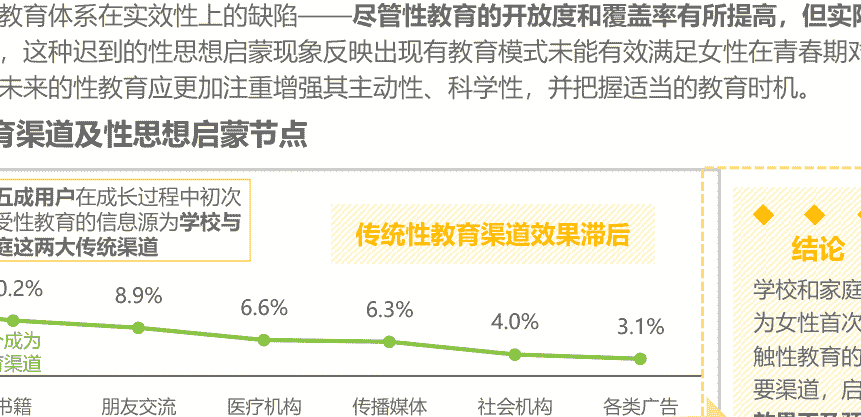 教育体系在实效性上的缺陷——尽管性教育的开放度和覆盖率有所提高，但实际
，这种迟到的性思想启蒙现象反映出现有教育模式未能有效满足女性在青春期对
未来的性教育应更加注重增强其主动性、科学性，并把握适当的教育时机。
育渠道及性思想启蒙节点
五成用户在成长过程中初次
受性教育的信息源为学校与
庭这两大传统渠道
传统性教育渠道效果滞后
0.2% 8.9% 6.6% 6.3% 4.0% 3.1%
成为
育渠道
书籍 朋友交流 医疗机构 传播媒体 社会机构 各类广告
结论
学校和家庭
为女性首次
触性教育的
要渠道，启